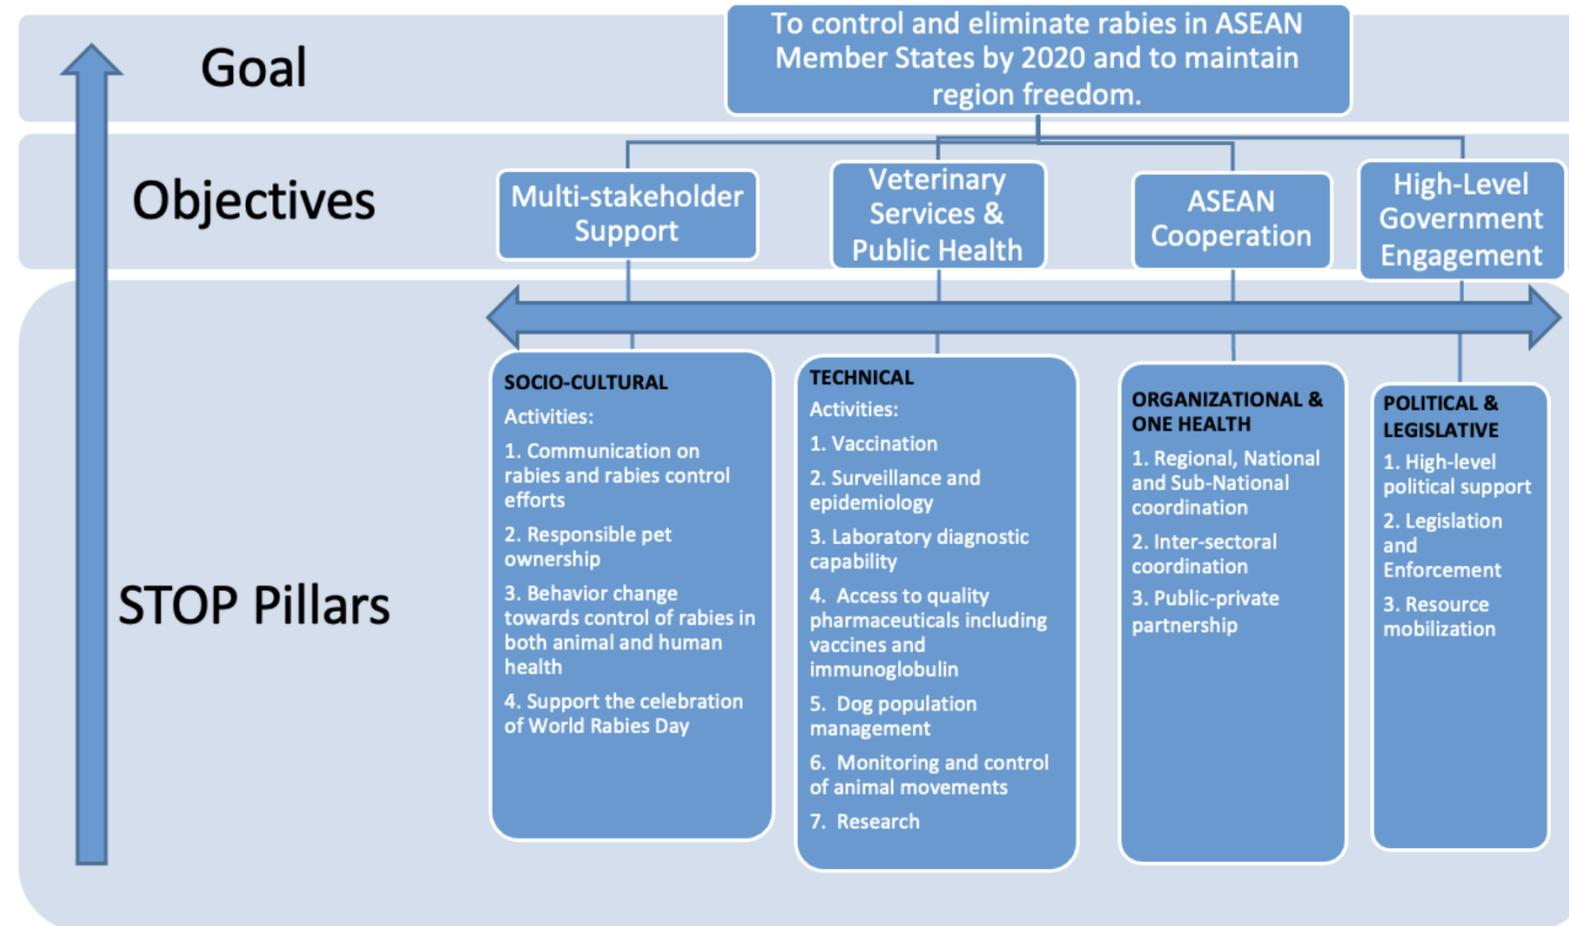 Goal
To control and eliminate rabies in ASEAN
Member States by 2020 and to maintain
region freedom.
Objectives
Multi-stakeholder
Support
Veterinary
Services &
Public Health
ASEAN
Cooperation
High-Level
Government
Engagement
STOP Pillars
SOCIO-CULTURAL
Activities:
1. Communication on
rabies and rabies control
efforts
2. Responsible pet
ownership
3. Behavior change
towards control of rabies in
both animal and human
health
4. Support the celebration
of World Rabies Day
TECHNICAL
Activities:
1. Vaccination
2. Surveillance and
epidemiology
3. Laboratory diagnostic
capability
4. Access to quality
pharmaceuticals including
vaccines and
immunoglobulin
5. Dog population
management
6. Monitoring and control
of animal movements
7. Research
ORGANIZATIONAL &
ONE HEALTH
1. Regional, National
and Sub-National
coordination
2. Inter-sectoral
coordination
3. Public-private
partnership
POLITICAL &
LEGISLATIVE
1. High-level
political support
2. Legislation
and
Enforcement
3. Resource
mobilization